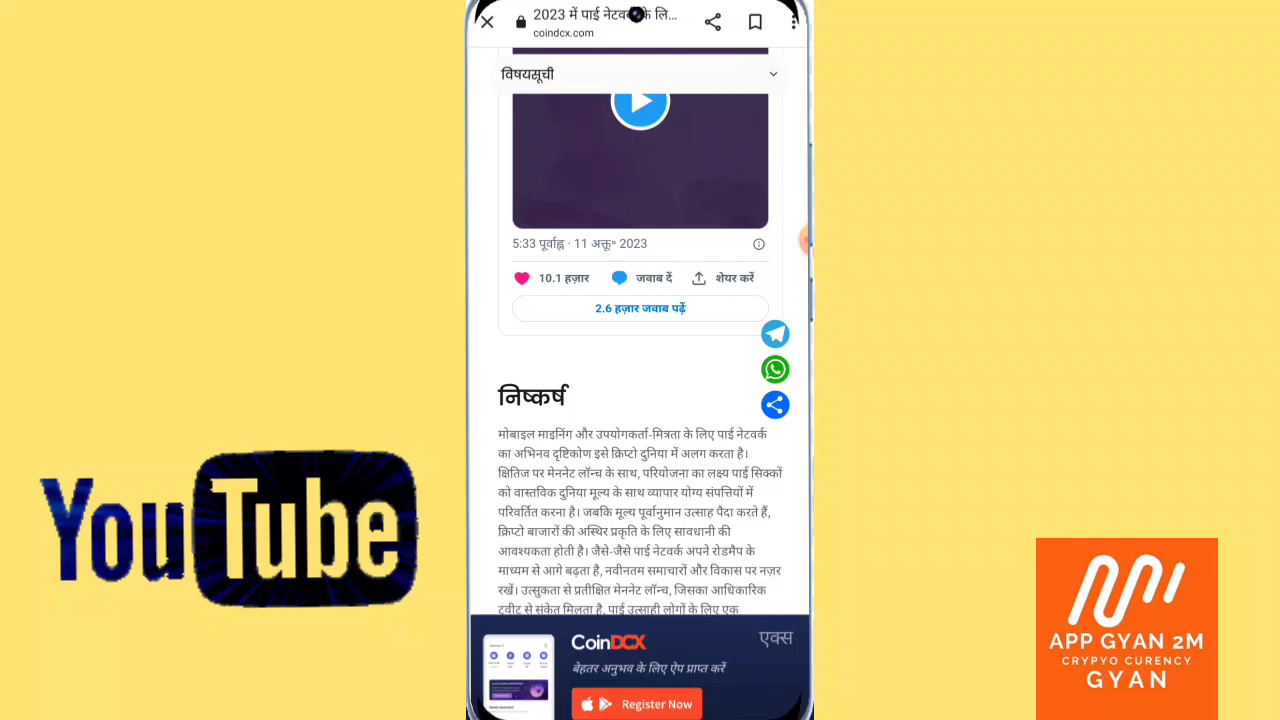 2023 में पाई नेटवर्क के लि...
coindcx.com
विषयसूची
5:33 पूर्वाह्न · 11 अक्तू॰ 2023
10.1 हज़ार जवाब दें शेयर करें
2.6 हज़ार जवाब पढ़ें
निष्कर्ष
मोबाइल माइनिंग और उपयोगकर्ता-मित्रता के लिए पाई नेटवर्क
का अभिनव दृष्टिकोण इसे क्रिप्टो दुनिया में अलग करता है।
क्षितिज पर मेननेट लॉन्च के साथ, परियोजना का लक्ष्य पाई सिक्कों
को वास्तविक दुनिया मूल्य के साथ व्यापार योग्य संपत्तियों में
परिवर्तित करना है। जबकि मूल्य पूर्वानुमान उत्साह पैदा करते हैं,
क्रिप्टो बाजारों की अस्थिर प्रकृति के लिए सावधानी की
आवश्यकता होती है। जैसे-जैसे पाई नेटवर्क अपने रोडमैप के
माध्यम से आगे बढ़ता है, नवीनतम समाचारों और विकास पर नज़र
रखें। उत्सुकता से प्रतीक्षित मेननेट लॉन्च, जिसका आधिकारिक
ट्वीट से संकेत मिलता है, पाई उत्साही लोगों के लिए एक
CoinDCX
एक्स
बेहतर अनुभव के लिए ऐप प्राप्त करें
Register Now
YouTube
APP GYAN 2M
CRYPYO CURENCY
GYAN